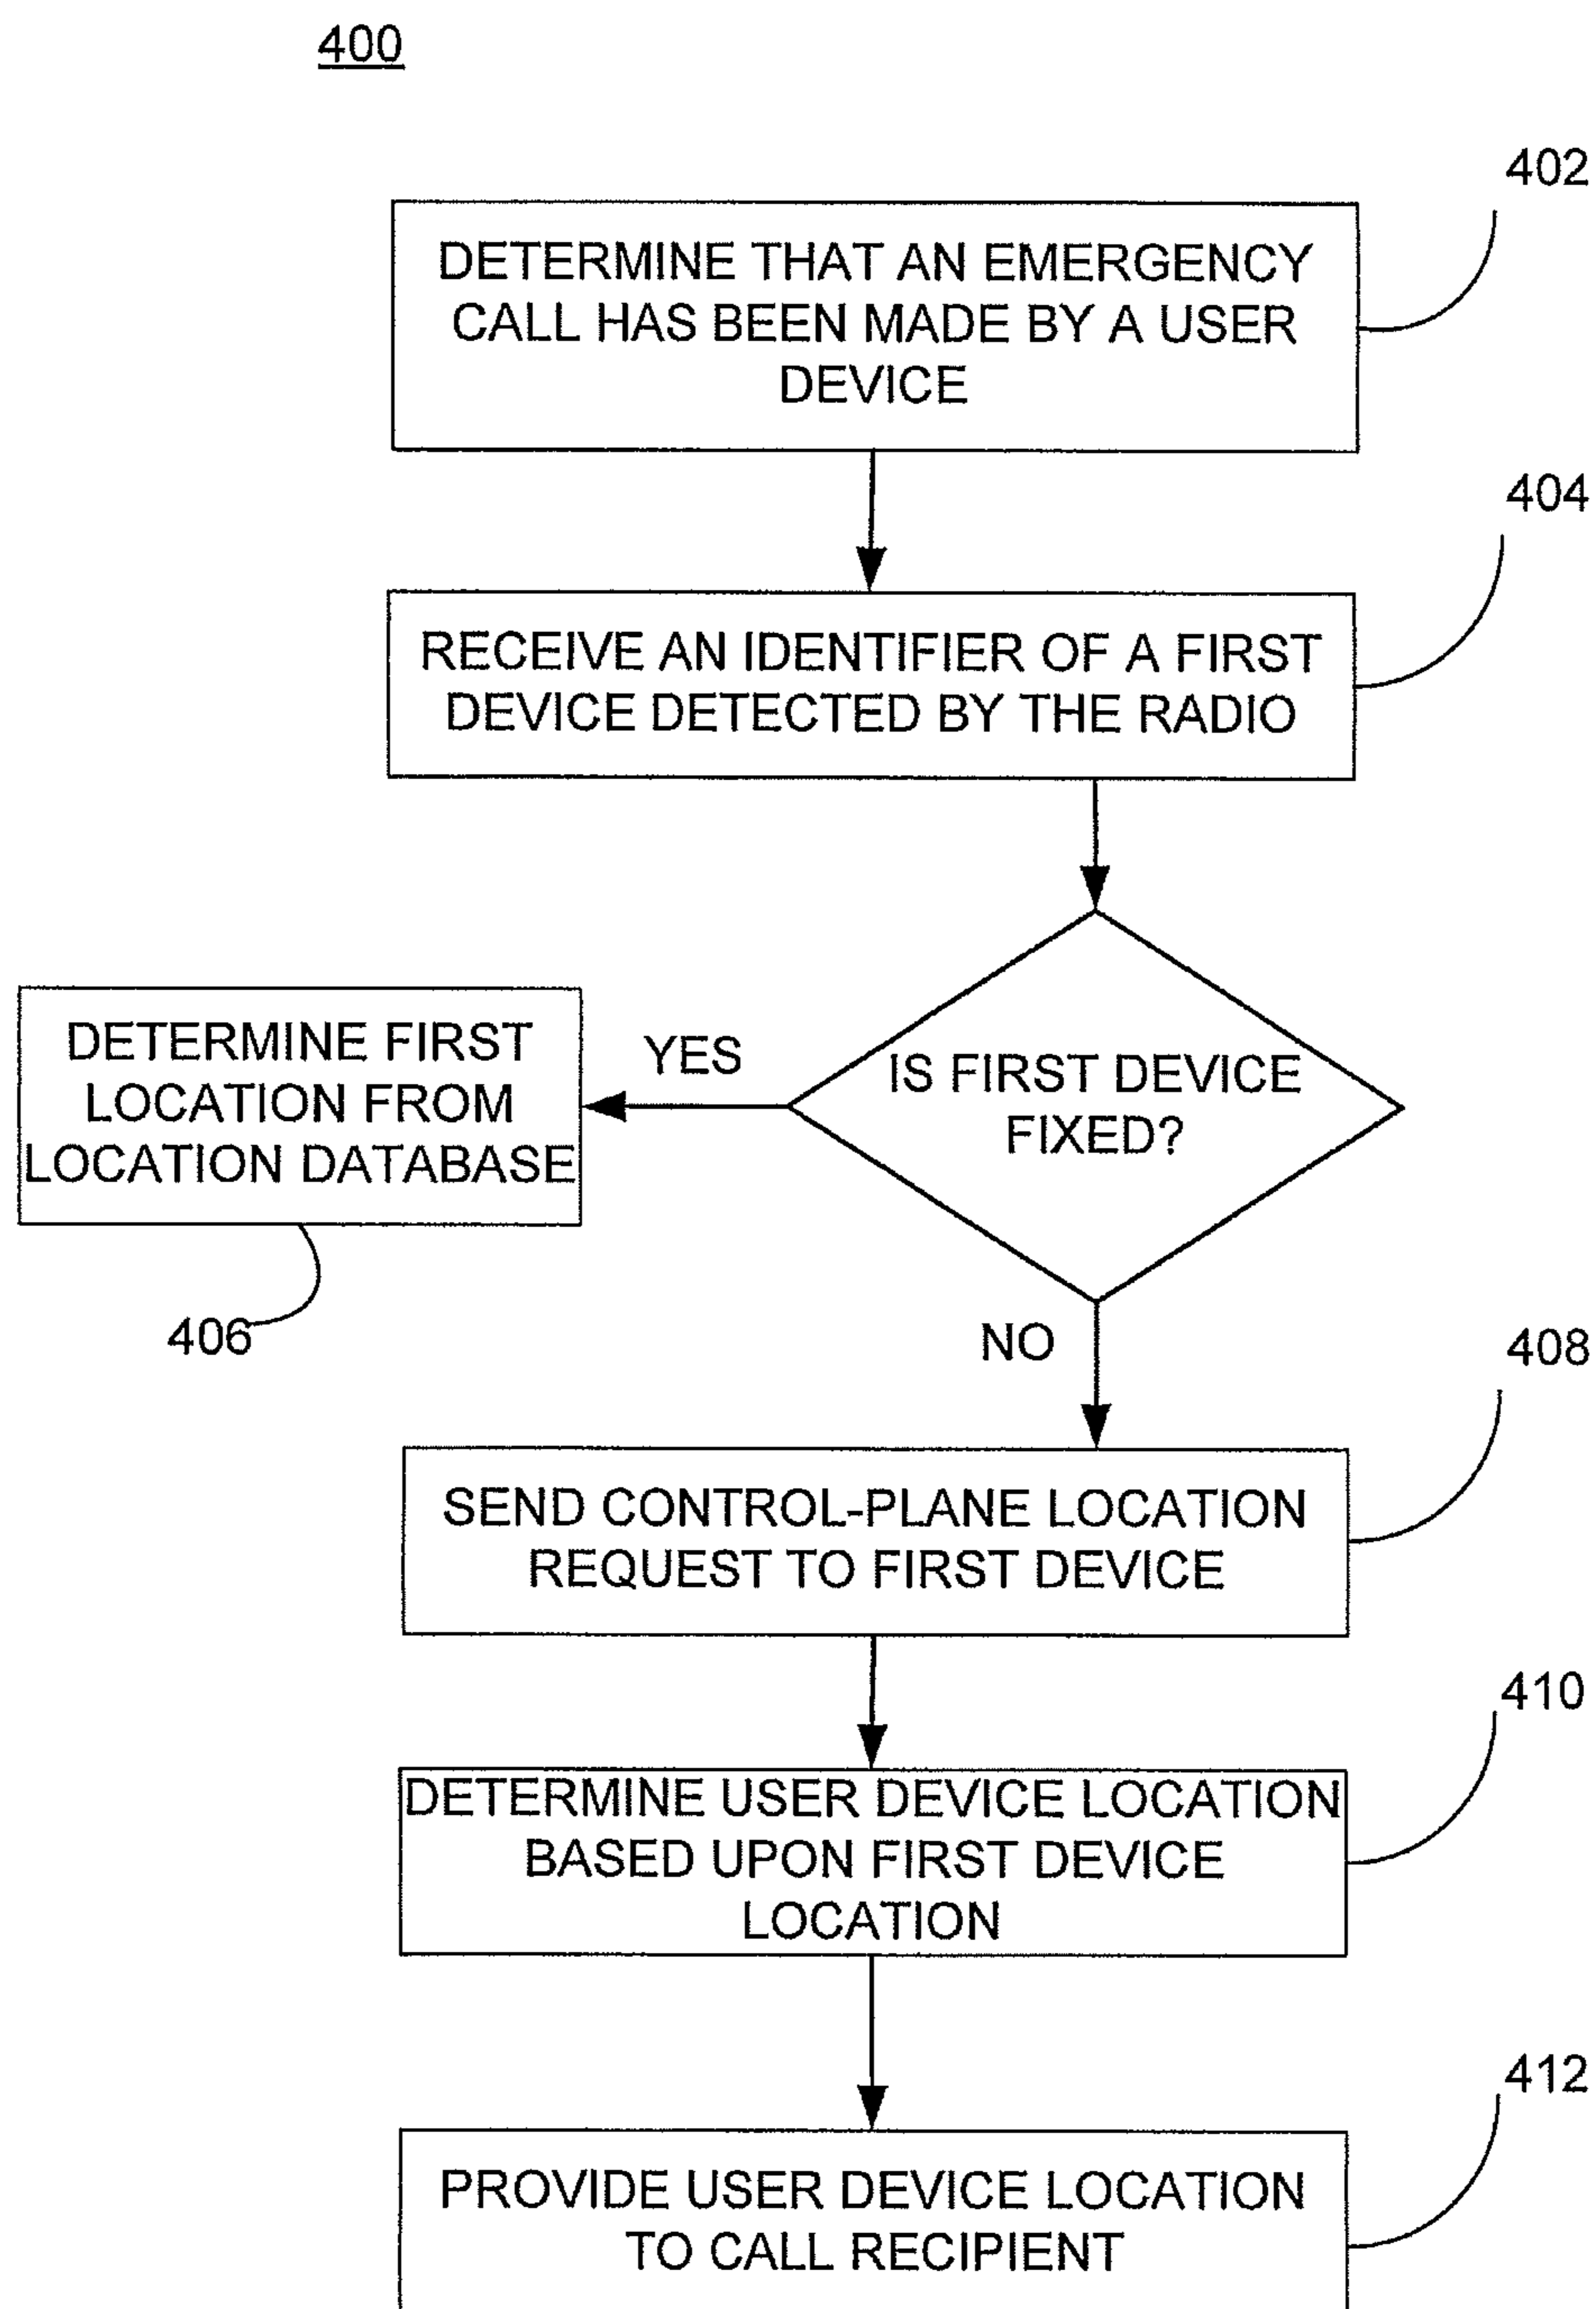 400
402
DETERMINE THAT AN EMERGENCY
CALL HAS BEEN MADE BY A USER
DEVICE
404
RECEIVE AN IDENTIFIER OF A FIRST
DEVICE DETECTED BY THE RADIO
IS FIRST DEVICE
FIXED?
YES
DETERMINE FIRST
LOCATION FROM
LOCATION DATABASE
406
NO
408
SEND CONTROL-PLANE LOCATION
REQUEST TO FIRST DEVICE
410
DETERMINE USER DEVICE LOCATION
BASED UPON FIRST DEVICE
LOCATION
412
PROVIDE USER DEVICE LOCATION
TO CALL RECIPIENT